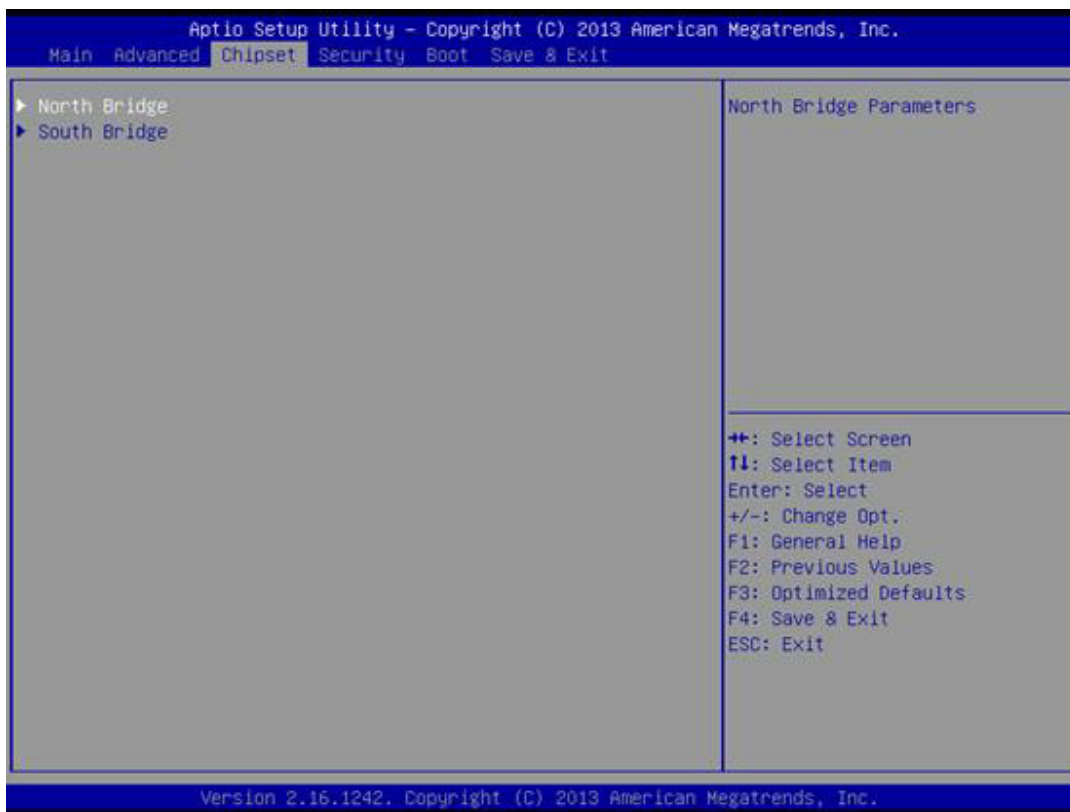 Aptio Setup Utility – Copyright (C) 2013 American Megatrends, Inc.
Main Advanced Chipset Security Boot Save & Exit
▶ North Bridge
▶ South Bridge
North Bridge Parameters
→←: Select Screen
↑↓: Select Item
Enter: Select
+/-: Change Opt.
F1: General Help
F2: Previous Values
F3: Optimized Defaults
F4: Save & Exit
ESC: Exit
Version 2.16.1242. Copyright (C) 2013 American Megatrends, Inc.